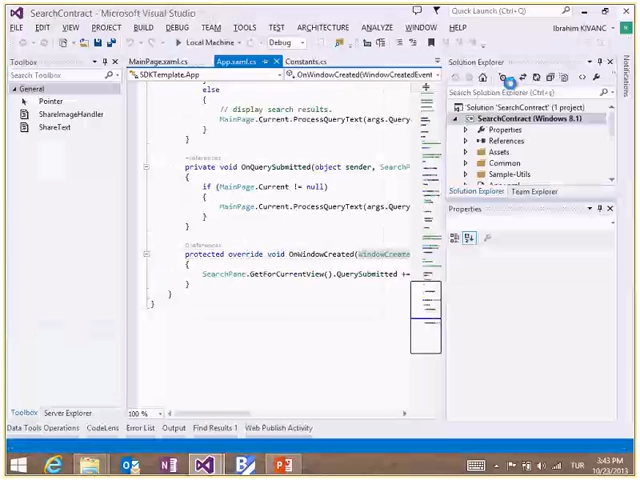 SearchContract - Microsoft Visual Studio
Quick Launch (Ctrl+Q)
FILE EDIT VIEW PROJECT BUILD DEBUG TEAM TOOLS TEST ARCHITECTURE ANALYZE WINDOW
Ibrahim KIVANC
HELP
Local Machine Debug
Toolbox
MainPage.xaml.cs App.xaml.cs Constants.cs
Solution Explorer
Search Toolbox
SDKTemplate.App
OnWindowCreated(WindowCreatedEvent
General
Pointer
ShareImageHandler
ShareText
else
{
// display search results.
MainPage.Current.ProcessQueryText(args.Query
}
}
private void OnQuerySubmitted(object sender, SearchP
{
if (MainPage.Current != null)
{
MainPage.Current.ProcessQueryText(args.Query
}
}
0 references
protected override void OnWindowCreated(WindowCreate
{
SearchPane.GetForCurrentView().QuerySubmitted +=
}
}
}
Search Solution Explorer (Ctrl+ç)
Solution 'SearchContract' (1 project)
SearchContract (Windows 8.1)
Properties
References
Assets
Common
Sample-Utils
Solution Explorer Team Explorer
Properties
100 %
Toolbox Server Explorer
Data Tools Operations CodeLens Error List Output Find Results 1 Web Publish Activity
TUR
3:43 PM
10/23/2013